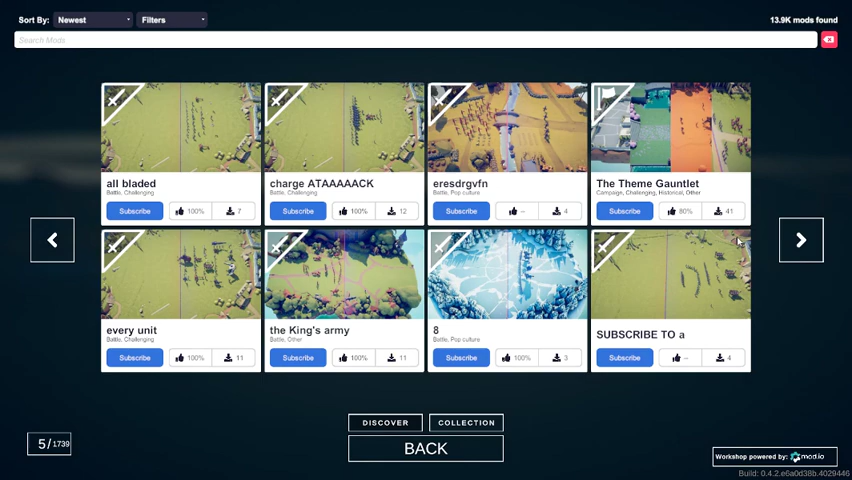 Sort By: Newest Filters 13.9K mods found
Search Mods
all bladed
Battle, Challenging
Subscribe 100% 7
charge ATAAAAACK
Battle, Challenging
Subscribe 100% 12
eresdrgvfn
Battle, Pop culture
Subscribe – 4
The Theme Gauntlet
Campaign, Challenging, Historical, Other
Subscribe 80% 41
every unit
Battle, Challenging
Subscribe 100% 11
the King's army
Battle, Other
Subscribe 100% 11
8
Battle, Pop culture
Subscribe 100% 3
SUBSCRIBE TO a
Subscribe – 4
DISCOVER COLLECTION
BACK
5/1739
Workshop powered by: mod.io
Build: 0.4.2.e6a0d38b.4029446